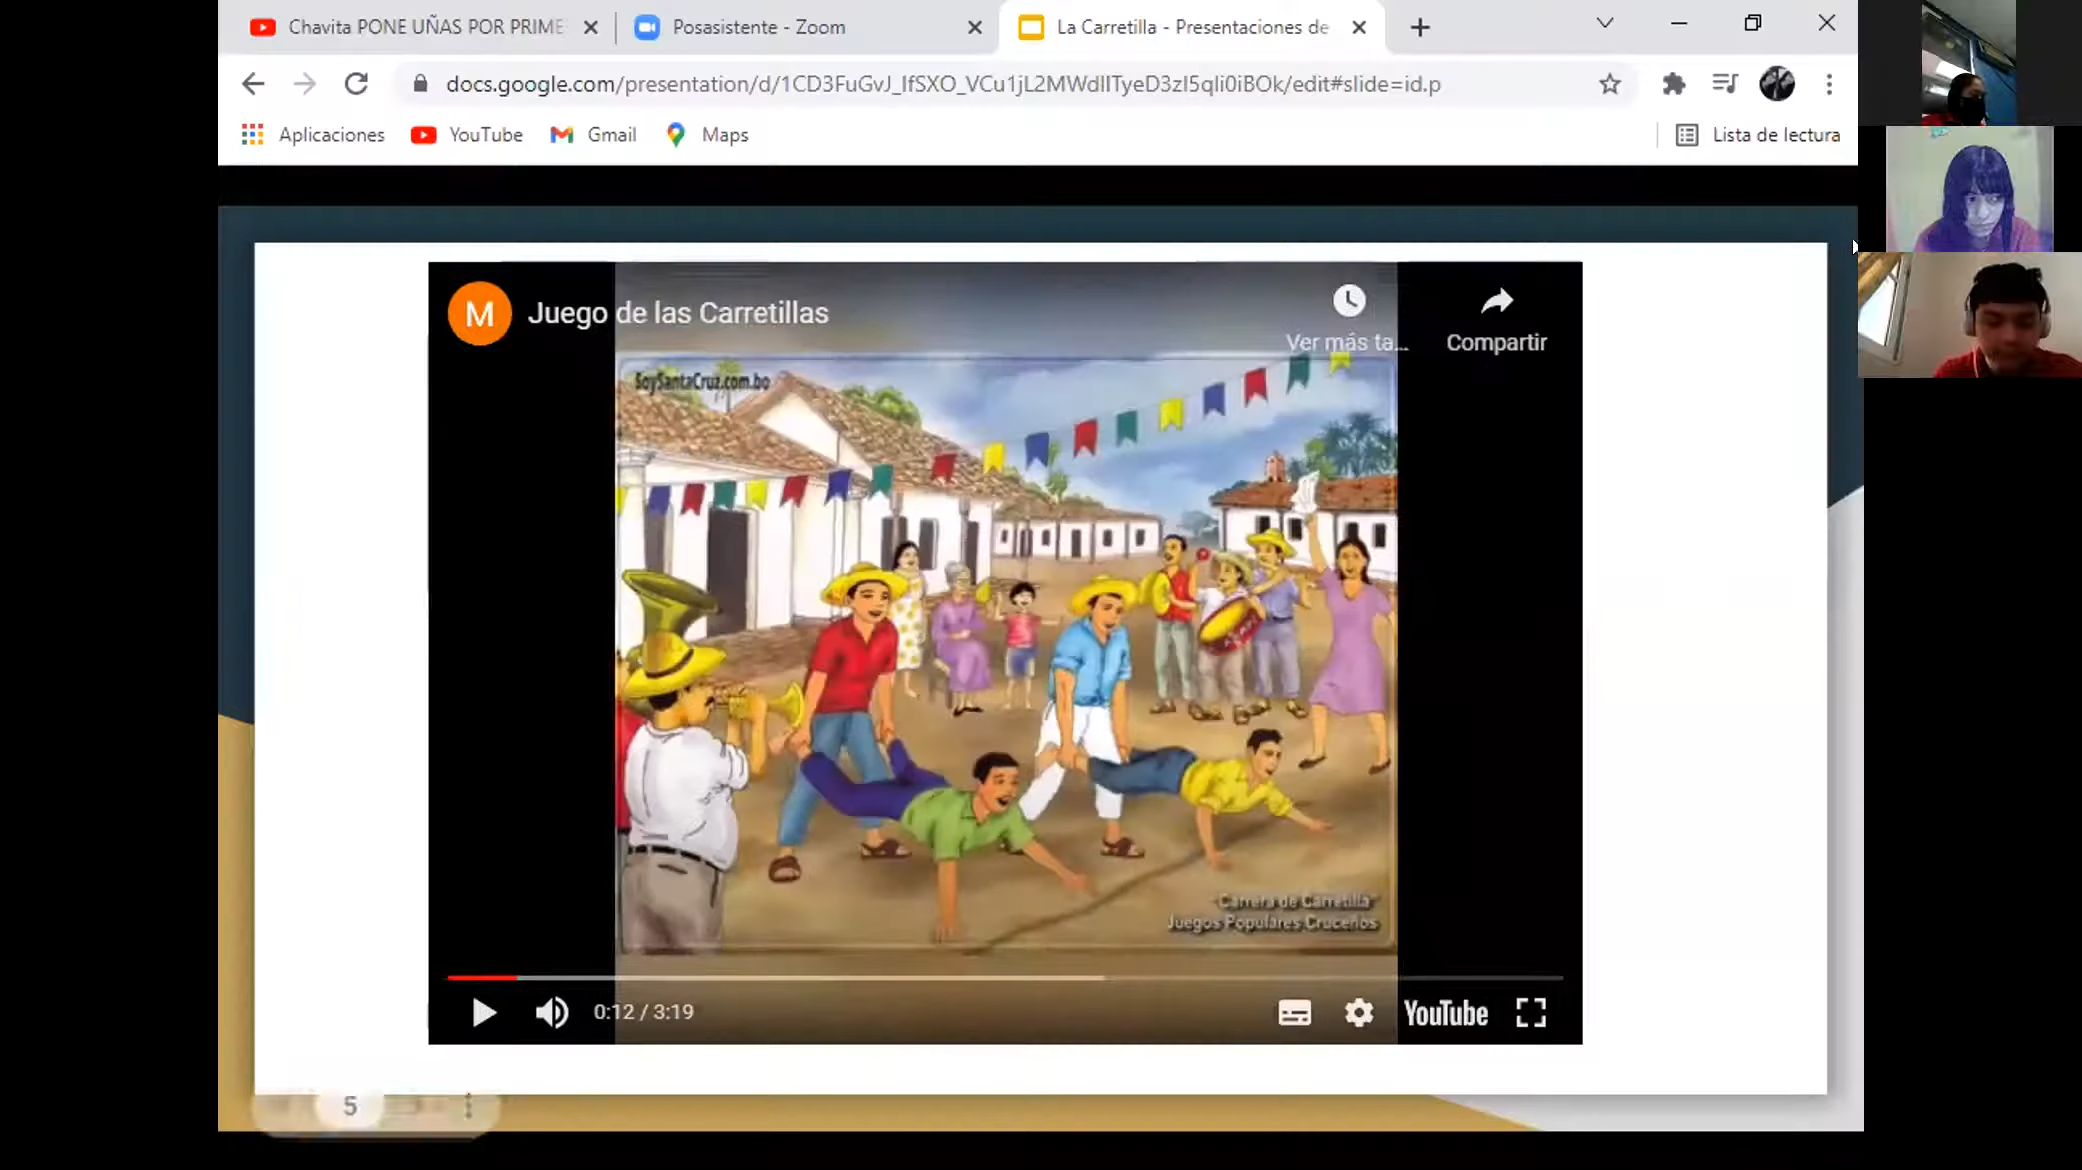 Chavita PONE UÑAS POR PRIME
Posasistente - Zoom
La Carretilla - Presentaciones de
docs.google.com/presentation/d/1CD3FuGvJ_IfSXO_VCu1jL2MWdlITyeD3zI5qli0iBOk/edit#slide=id.p
Aplicaciones
YouTube
Gmail
Maps
Lista de lectura
M
Juego de las Carretillas
Ver más ta...
Compartir
SoySantaCruz.com.bo
"Carrera de Carretilla"
Juegos Populares Cruceños
0:12 / 3:19
YouTube
5